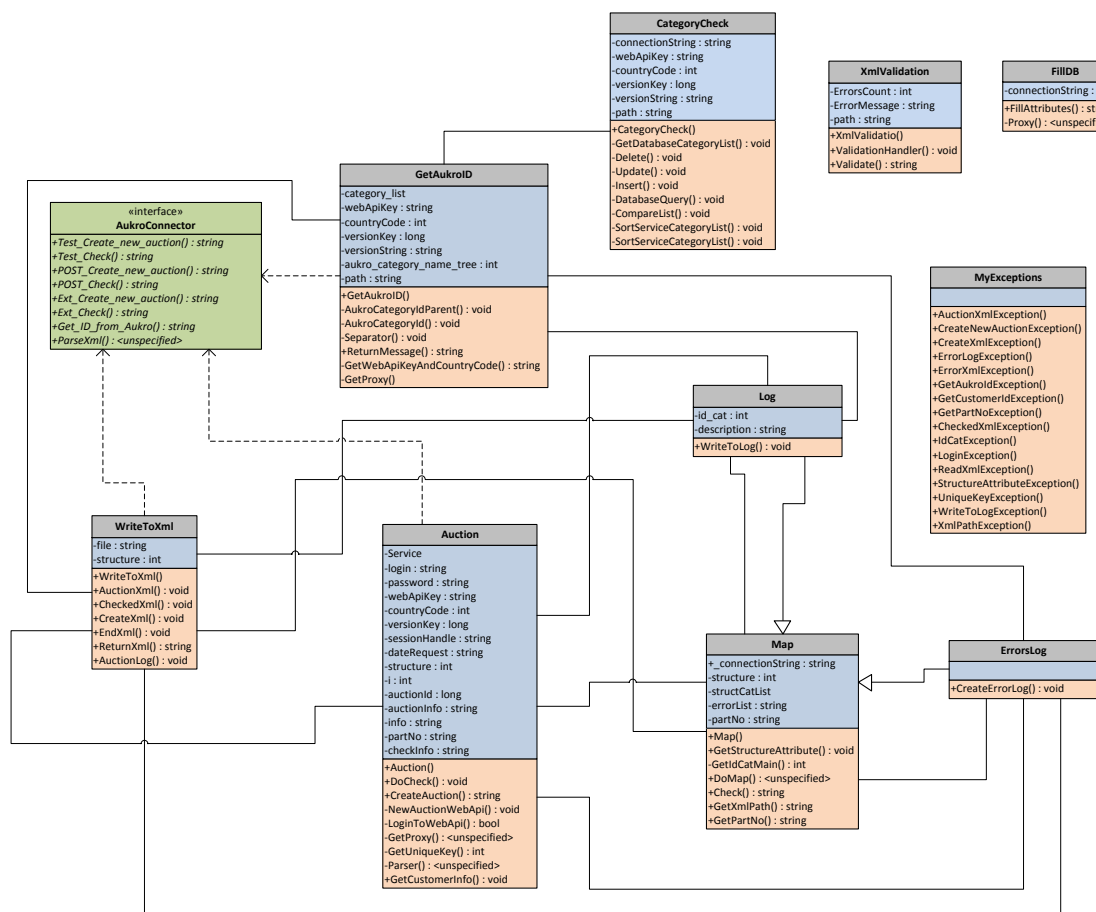 CategoryCheck
-connectionString : string
-webApiKey : string
-countryCode : int
-versionKey : long
-versionString : string
-path : string
+CategoryCheck()
-GetDatabaseCategoryList() : void
-Delete() : void
-Update() : void
-Insert() : void
-DatabaseQuery() : void
-CompareList() : void
-SortServiceCategoryList() : void
-SortServiceCategoryList() : void
XmlValidation
-ErrorsCount : int
-ErrorMessage : string
-path : string
+XmlValidatio()
+ValidationHandler() : void
+Validate() : string
FillDB
-connectionString :
+FillAttributes() : st
-Proxy() : <unspecif
GetAukroID
-category_list
-webApiKey : string
-countryCode : int
-versionKey : long
-versionString : string
-aukro_category_name_tree : int
-path : string
+GetAukroID()
-AukroCategoryIdParent() : void
-AukroCategoryId() : void
-Separator() : void
+ReturnMessage() : string
-GetWebApiKeyAndCountryCode() : string
-GetProxy()
«interface»
AukroConnector
+Test_Create_new_auction() : string
+Test_Check() : string
+POST_Create_new_auction() : string
+POST_Check() : string
+Ext_Create_new_auction() : string
+Ext_Check() : string
+Get_ID_from_Aukro() : string
+ParseXml() : <unspecified>
MyExceptions
+AuctionXmlException()
+CreateNewAuctionException()
+CreateXmlException()
+ErrorLogException()
+ErrorXmlException()
+GetAukroIdException()
+GetCustomerIdException()
+GetPartNoException()
+CheckedXmlException()
+IdCatException()
+LoginException()
+ReadXmlException()
+StructureAttributeException()
+UniqueKeyException()
+WriteToLogException()
+XmlPathException()
Log
-id_cat : int
-description : string
+WriteToLog() : void
WriteToXml
-file : string
-structure : int
+WriteToXml()
+AuctionXml() : void
+CheckedXml() : void
+CreateXml() : void
+EndXml() : void
+ReturnXml() : string
+AuctionLog() : void
Auction
-Service
-login : string
-password : string
-webApiKey : string
-countryCode : int
-versionKey : long
-sessionHandle : string
-dateRequest : string
-structure : int
-i : int
-auctionId : long
-auctionInfo : string
-info : string
-partNo : string
-checkInfo : string
+Auction()
+DoCheck() : void
+CreateAuction() : string
-NewAuctionWebApi() : void
-LoginToWebApi() : bool
-GetProxy() : <unspecified>
-GetUniqueKey() : int
-Parser() : <unspecified>
+GetCustomerInfo() : void
Map
+_connectionString : string
-structure : int
-structCatList
-errorList : string
-partNo : string
+Map()
+GetStructureAttribute() : void
-GetIdCatMain() : int
+DoMap() : <unspecified>
+Check() : string
+GetXmlPath() : string
+GetPartNo() : string
ErrorsLog
+CreateErrorLog() : void